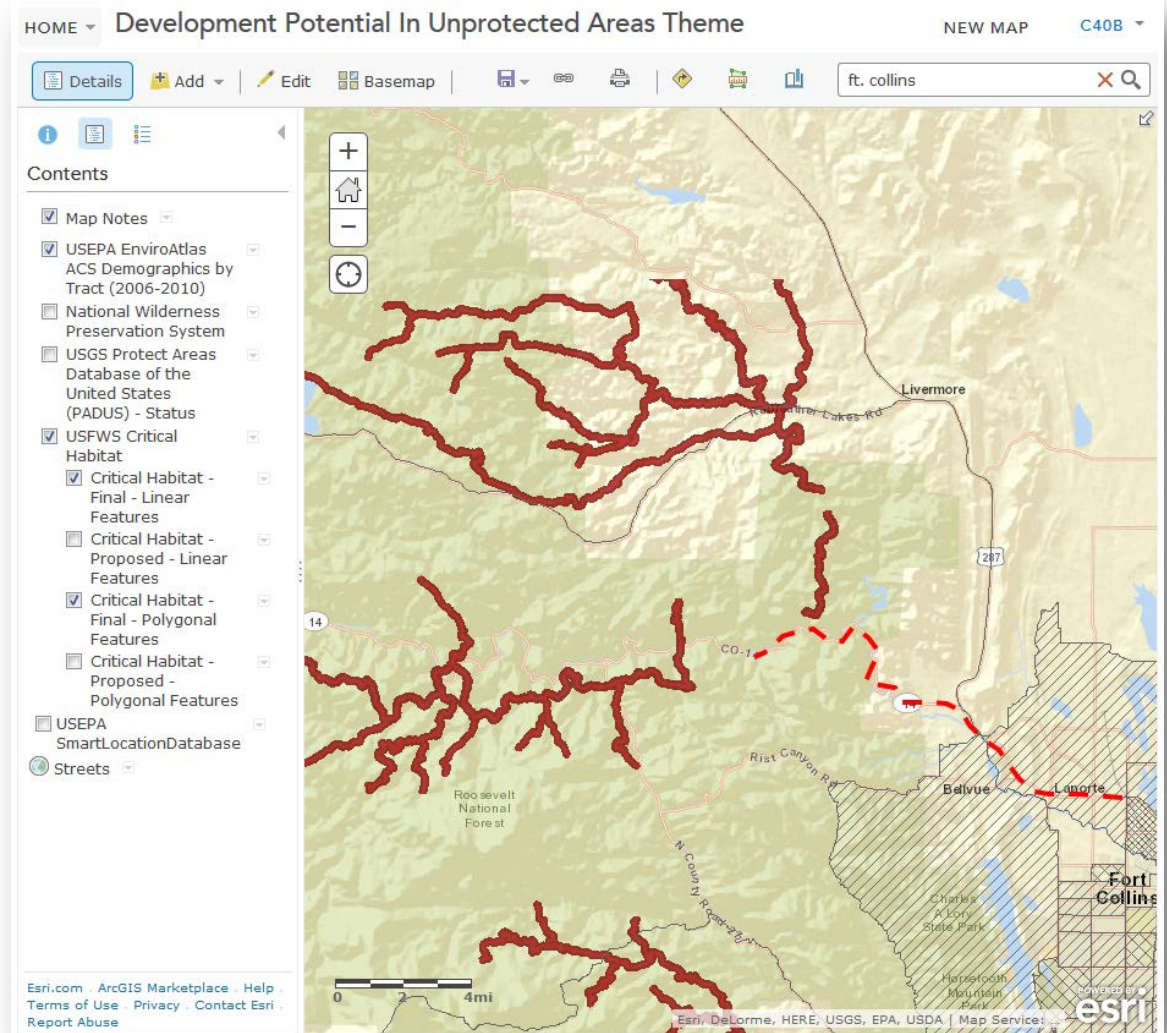 HOME Development Potential In Unprotected Areas Theme NEW MAP C40B
Details Add Edit Basemap ft. collins
Contents
Map Notes
USEPA EnviroAtlas
ACS Demographics by
Tract (2006-2010)
National Wilderness
Preservation System
USGS Protect Areas
Database of the
United States
(PADUS) - Status
USFWS Critical
Habitat
Critical Habitat -
Final - Linear
Features
Critical Habitat -
Proposed - Linear
Features
Critical Habitat -
Final - Polygonal
Features
Critical Habitat -
Proposed -
Polygonal Features
USEPA
SmartLocationDatabase
Streets
Esri.com . ArcGIS Marketplace . Help .
Terms of Use . Privacy . Contact Esri .
Report Abuse
Livermore
Lakes Rd
287
14
CO-1
Rist Canyon Rd
Bellvue
Laporte
Roosevelt
National
Forest
N County Road 27
Fort
Collins
Charles
A Lory
State Park
Horsetooth
Mountain
Park
0 2 4mi
POWERED BY
esri
Esri, DeLorme, HERE, USGS, EPA, USDA | Map Service